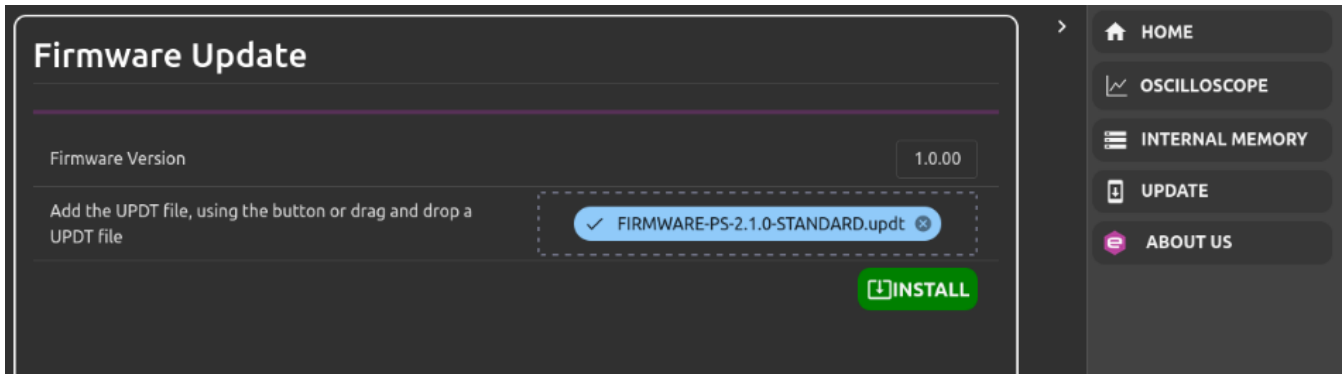 Firmware Update
Firmware Version
1.0.00
Add the UPDT file, using the button or drag and drop a
UPDT file
FIRMWARE-PS-2.1.0-STANDARD.updt
INSTALL
HOME
OSCILLOSCOPE
INTERNAL MEMORY
UPDATE
e
ABOUT US